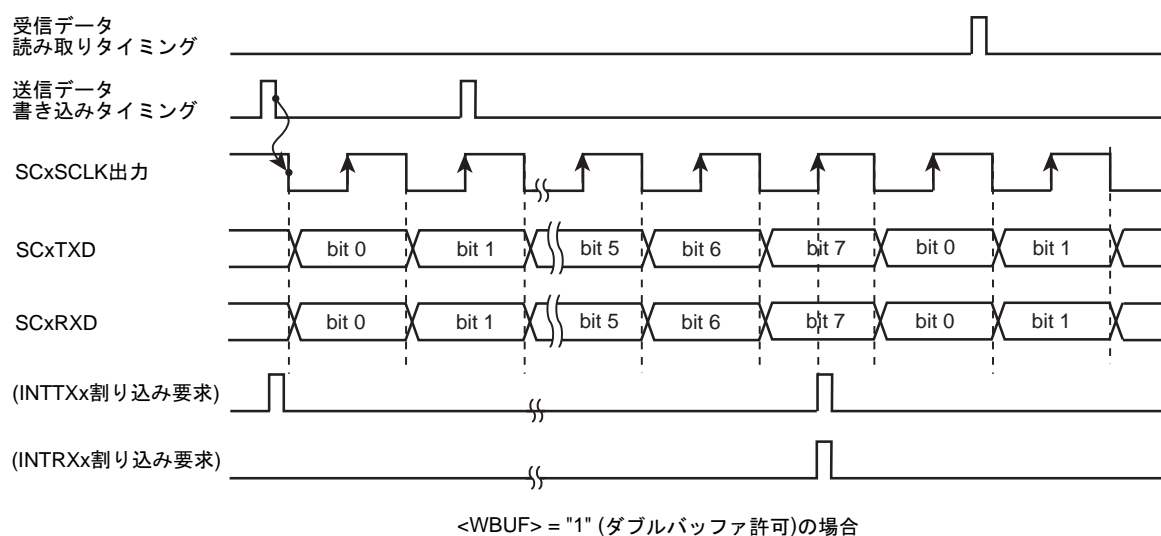 受信データ
読み取りタイミング
送信データ
書き込みタイミング
SCxSCLK出力
SCxTXD
bit 0
bit 1
bit 5
bit 6
bit 7
bit 0
bit 1
SCxRXD
bit 0
bit 1
bit 5
bit 6
bit 7
bit 0
bit 1
(INTTXx割り込み要求)
(INTRXx割り込み要求)
<WBUF> = "1" (ダブルバッファ許可)の場合